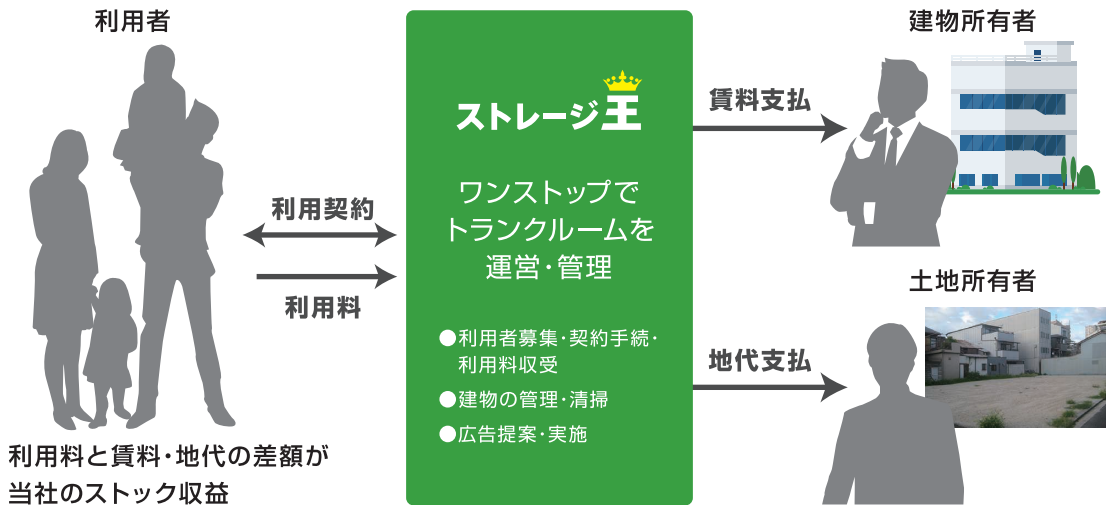 利用者
利用契約
利用料
利用料と賃料・地代の差額が
当社のストック収益
ストレージ王
ワンストップで
トランクルームを
運営・管理
●利用者募集・契約手続・
利用料収受
●建物の管理・清掃
●広告提案・実施
賃料支払
建物所有者
地代支払
土地所有者